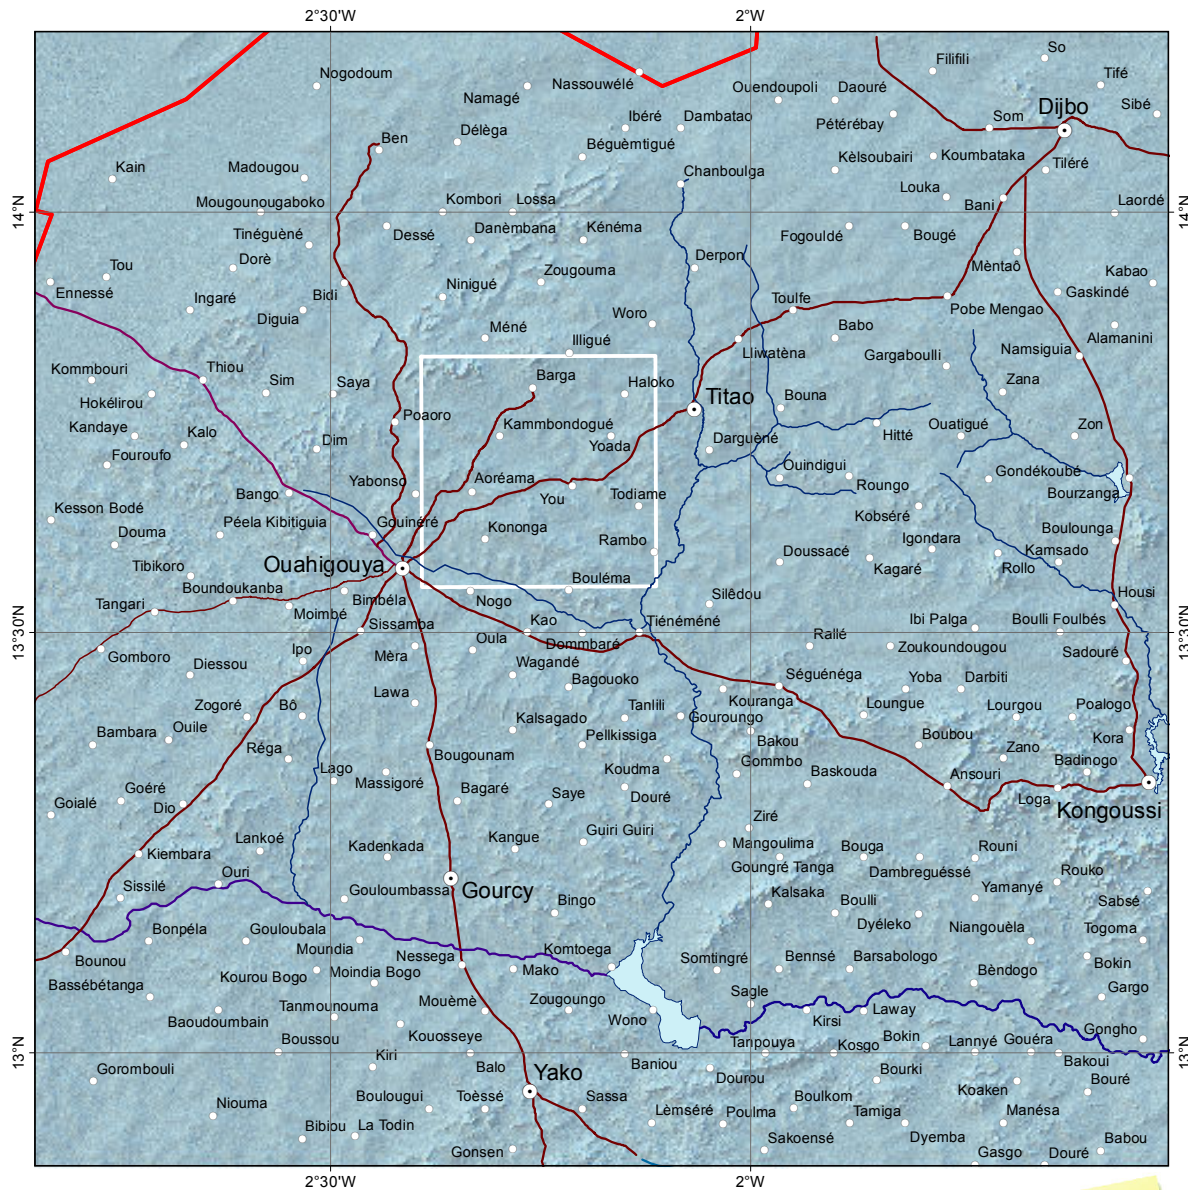 2°30'W
2°W
So
Filifili
Nogodoum
Nassouwélé
Tifé
Ouendoupoli
Daouré
Namagé
Dijbo
Sibé
Ibéré
Dambatao
Som
Pétérébay
Délèga
Ben
Béguèmtigué
Kèlsoubairi
Koumbataka
Tiléré
Kain
Madougou
Chanboulga
Louka
Mougounougaboko
Kombori
Lossa
Bani
Laordé
14°N
14°N
Danèmbana
Kénéma
Tinéguèné
Dessé
Fogouldé
Bougé
Dorè
Derpon
Tou
Zougouma
Mèntaô
Kabao
Ennessé
Ingaré
Bidi
Ninigué
Toulfe
Gaskindé
Diguia
Woro
Pobe Mengao
Babo
Méné
Illigué
Alamanini
Lliwatèna
Gargaboulli
Namsiguia
Kommbouri
Thiou
Sim
Saya
Barga
Haloko
Zana
Titao
Bouna
Hokélirou
Poaoro
Kandaye
Kalo
Kammbondogué
Ouatigué
Zon
Dim
Yoada
Darguèné
Hitté
Fouroufo
Ouindigui
Gondékoubé
Yabonso
Aoréama
Roungo
Bango
You
Todiame
Bourzanga
Kesson Bodé
Péela Kibitiguia
Gouinéré
Kobséré
Douma
Kononga
Boulounga
Rambo
Igondara
Doussacé
Kamsado
Ouahigouya
Tibikoro
Kagaré
Rollo
Boundoukanba
Bouléma
Tangari
Bimbéla
Nogo
Silêdou
Housi
Moimbé
Sissamba
Kao
Tiénéméné
Ibi Palga
Boulli Foulbés
13°30'N
13°30'N
Oula
Dommbaré
Rallé
Gomboro
Ipo
Mèra
Zoukoundougou
Sadouré
Diessou
Wagandé
Séguénéga
Lawa
Bagouoko
Yoba
Darbiti
Zogoré
Bô
Kouranga
Tanlili
Loungue
Lourgou
Poalogo
Bambara
Ouile
Kalsagado
Gouroungo
Kora
Réga
Bougounam
Pellkissiga
Bakou
Boubou
Zano
Lago
Gommbo
Badinogo
Massigoré
Koudma
Baskouda
Ansouri
Goéré
Bagaré
Saye
Douré
Loga
Goialé
Dio
Kongoussi
Ziré
Lankoé
Kangue
Guiri Guiri
Kiembara
Kadenkada
Mangoulima
Bouga
Rouni
Goungré Tanga
Dambreguéssé
Rouko
Ouri
Sissilé
Gouloumbassa
Gourcy
Kalsaka
Yamanyé
Bingo
Boulli
Sabsé
Bonpéla
Gouloubala
Dyéleko
Niangouèla
Togoma
Moundia
Nessega
Komtoega
Bounou
Somtingré
Bennsé
Barsabologo
Bokin
Kourou Bogo
Moindia Bogo
Mako
Bèndogo
Bassébétanga
Gargo
Tanmounouma
Mouèmè
Zougoungo
Sagle
Baoudoumbain
Wono
Kirsi
Laway
Kouosseye
Gongho
Boussou
Tanpouya
Kosgo
Bokin
Lannyé
Gouéra
13°N
13°N
Kiri
Balo
Baniou
Bakoui
Gorombouli
Yako
Dourou
Bourki
Bouré
Niouma
Boulougui
Toèssé
Sassa
Boulkom
Koaken
Lèmséré
Poulma
Tamiga
Manésa
Bibiou
La Todin
Sakoensé
Dyemba
Babou
Gonsen
Gasgo
Douré
2°30'W
2°W